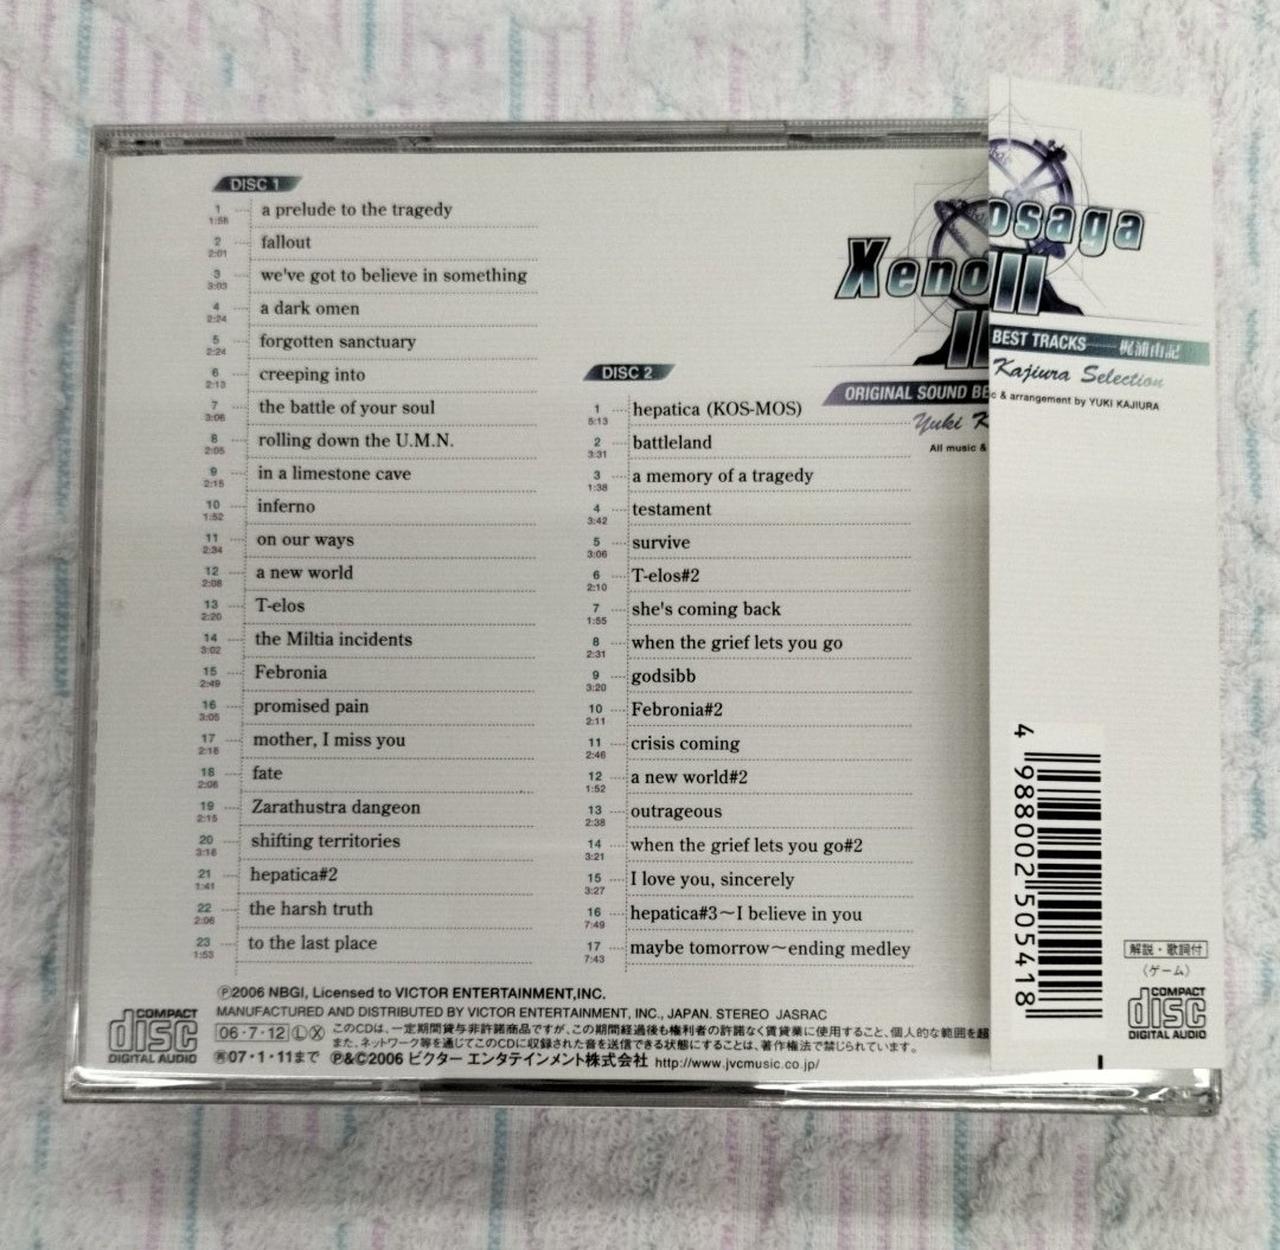 DISC 1
1 a prelude to the tragedy
1:58
2 fallout
2:01
3 we've got to believe in something
3:03
4 a dark omen
2:24
5 forgotten sanctuary
2:24
6 creeping into
2:13
7 the battle of your soul
3:06
8 rolling down the U.M.N.
2:05
9 in a limestone cave
2:15
10 inferno
1:52
11 on our ways
2:34
12 a new world
2:08
13 T-elos
2:20
14 the Miltia incidents
3:02
15 Febronia
2:49
16 promised pain
3:05
17 mother, I miss you
2:18
18 fate
2:06
19 Zarathustra dangeon
2:15
20 shifting territories
3:18
21 hepatica#2
1:41
22 the harsh truth
2:06
23 to the last place
1:53
DISC 2
1 hepatica (KOS-MOS)
5:13
2 battleland
3:31
3 a memory of a tragedy
1:38
4 testament
3:42
5 survive
3:06
6 T-elos#2
2:10
7 she's coming back
1:55
8 when the grief lets you go
2:31
9 godsibb
3:20
10 Febronia#2
2:11
11 crisis coming
2:46
12 a new world#2
1:52
13 outrageous
2:38
14 when the grief lets you go#2
3:21
15 I love you, sincerely
3:27
16 hepatica#3～I believe in you
7:49
17 maybe tomorrow～ending medley
7:43
Xeno
II
ORIGINAL SOUND BE
Yuki K
All music &
osaga
II
BEST TRACKS 梶浦由記
Kajiura Selection
c & arrangement by YUKI KAJIURA
4 988002 505418
解説・歌詞付
〈ゲーム〉
COMPACT
disc
DIGITAL AUDIO
Ⓟ2006 NBGI, Licensed to VICTOR ENTERTAINMENT,INC.
MANUFACTURED AND DISTRIBUTED BY VICTOR ENTERTAINMENT, INC., JAPAN. STEREO JASRAC
06・7・12 Ⓛ Ⓧ このCDは、一定期間貸与非許諾商品ですが、この期間経過後も権利者の許諾なく賃貸業に使用すること、個人的な範囲を超
また、ネットワーク等を通じてこのCDに収録された音を送信できる状態にすることは、著作権法で禁じられています。
㊢07・1・11まで Ⓟ&©2006 ビクター エンタテインメント株式会社 http://www.jvcmusic.co.jp/
COMPACT
disc
DIGITAL AUDIO